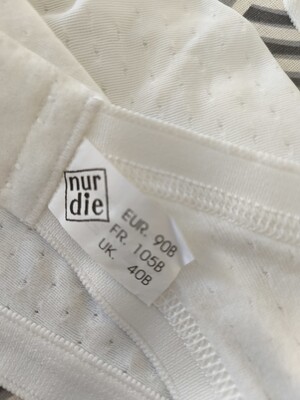 nur
die
EUR. 90B
FR. 105B
UK. 40B